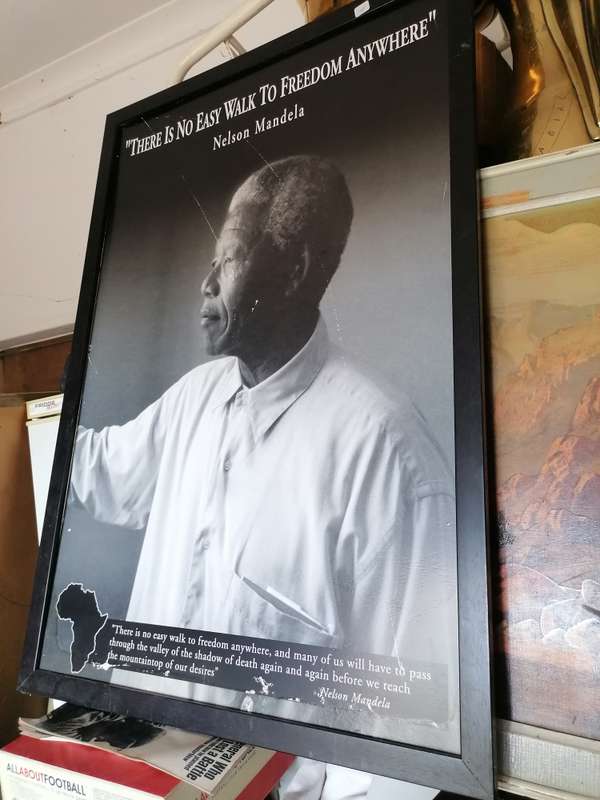 "THERE IS NO EASY WALK TO FREEDOM ANYWHERE"
Nelson Mandela
"There is no easy walk to freedom anywhere, and many of us will have to pass
through the valley of the shadow of death again and again before we reach
the mountaintop of our desires"
Nelson Mandela
ALLABOUTFOOTBALL